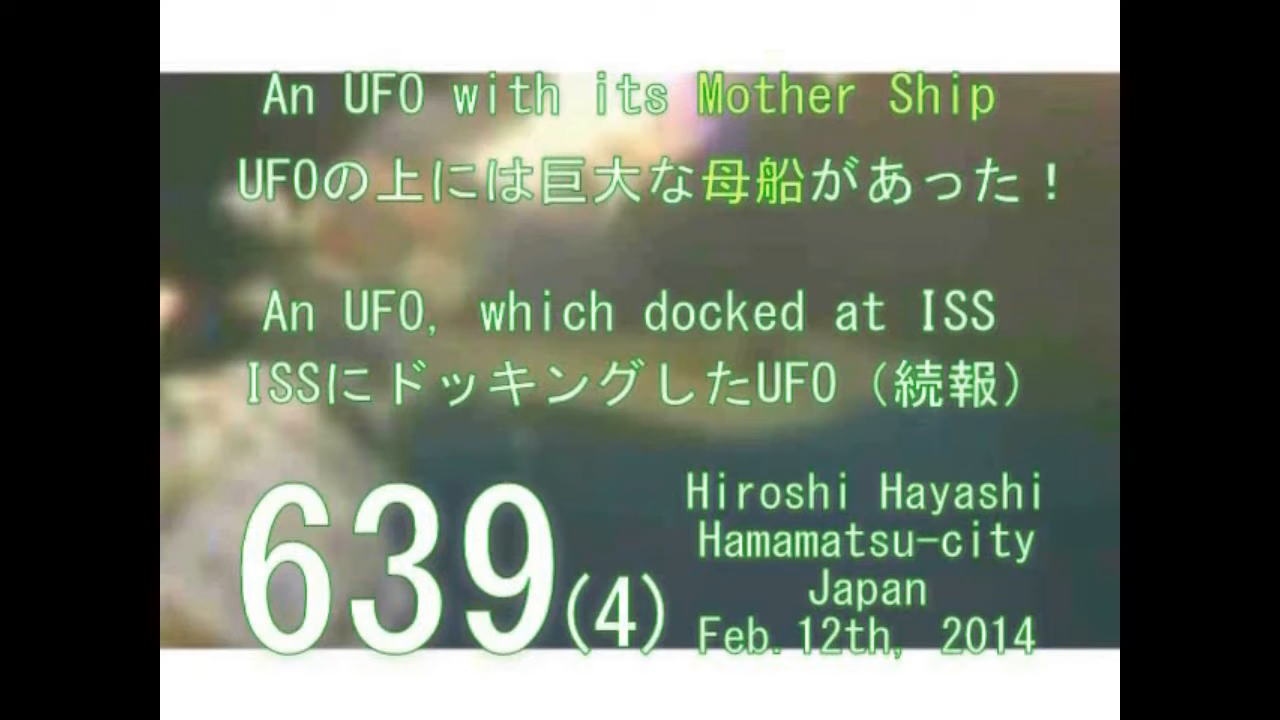 An UFO with its Mother Ship
UFOの上には巨大な母船があった！
An UFO, which docked at ISS
ISSにドッキングしたUFO（続報）
639(4)
Hiroshi Hayashi
Hamamatsu-city
Japan
Feb.12th, 2014